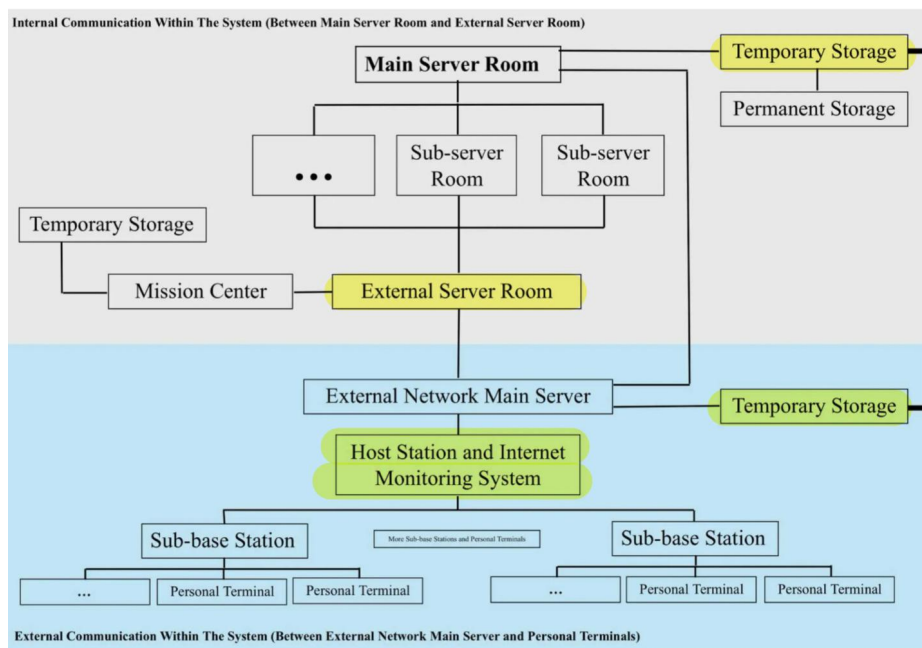 Internal Communication Within The System (Between Main Server Room and External Server Room)
Main Server Room
Temporary Storage
Permanent Storage
...
Sub-server
Room
Sub-server
Room
Temporary Storage
Mission Center
External Server Room
External Network Main Server
Temporary Storage
Host Station and Internet
Monitoring System
Sub-base Station
More Sub-base Stations and Personal Terminals
Sub-base Station
...
Personal Terminal
Personal Terminal
...
Personal Terminal
Personal Terminal
External Communication Within The System (Between External Network Main Server and Personal Terminals)